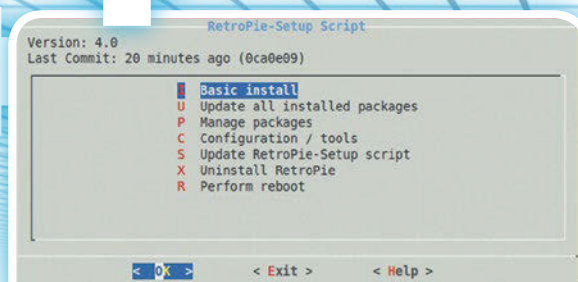 RetroPie-Setup Script
Version: 4.0
Last Commit: 20 minutes ago (0ca0e09)
I Basic install
U Update all installed packages
P Manage packages
C Configuration / tools
S Update RetroPie-Setup script
X Uninstall RetroPie
R Perform reboot
< OK > < Exit > < Help >